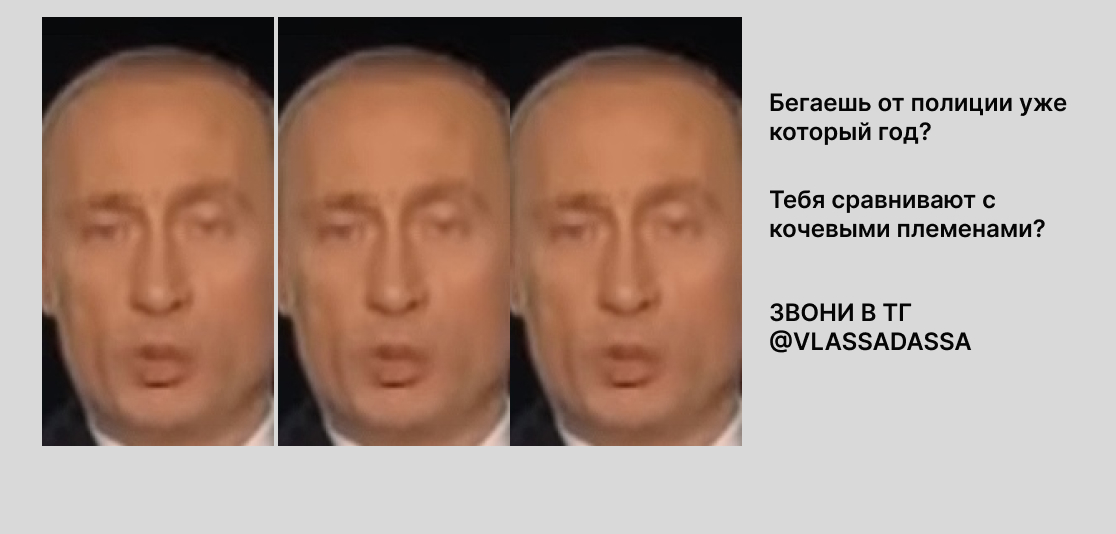 Бегаешь от полиции уже
который год?
Тебя сравнивают с
кочевыми племенами?
ЗВОНИ В ТГ
@VLASSADASSA